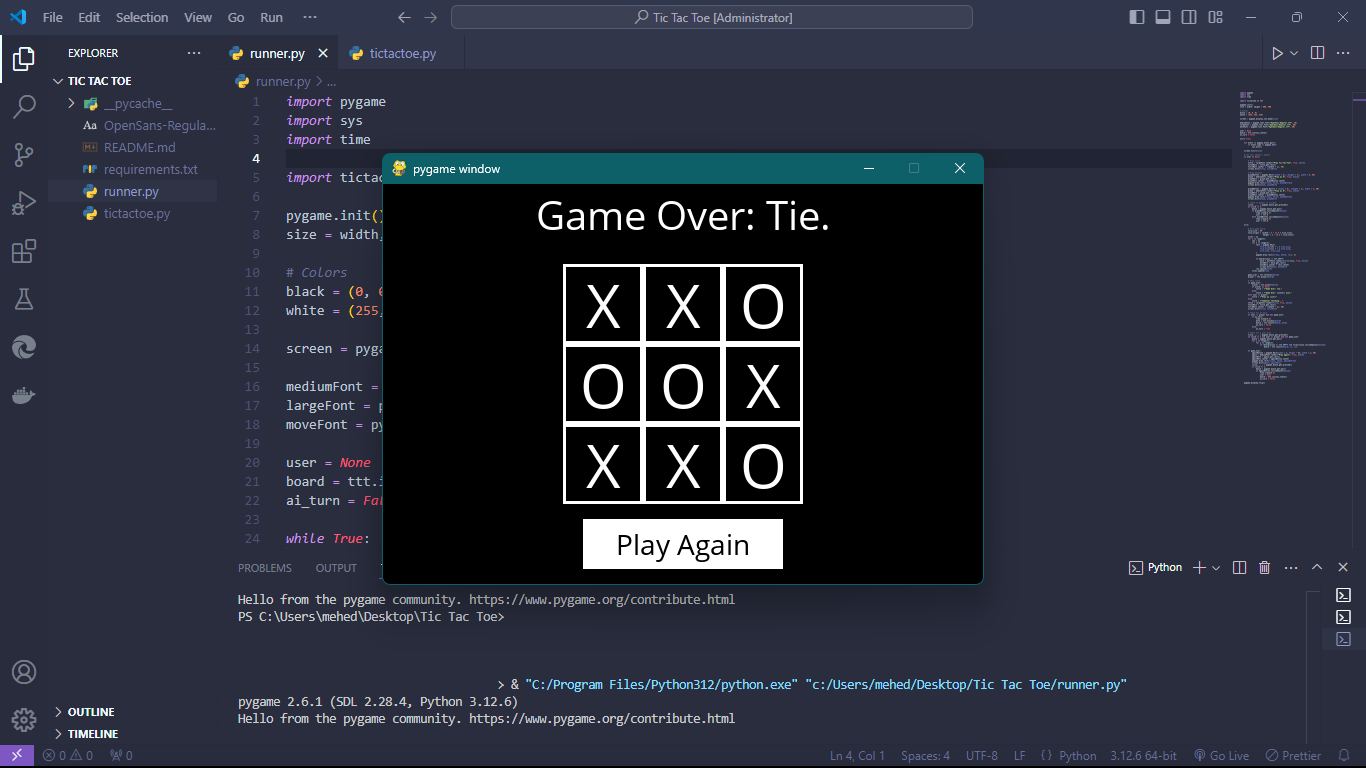 File Edit Selection View Go Run ···
Tic Tac Toe [Administrator]
EXPLORER
TIC TAC TOE
__pycache__
Aa OpenSans-Regula...
README.md
requirements.txt
runner.py
tictactoe.py
OUTLINE
TIMELINE
runner.py
tictactoe.py
runner.py > ...
1 import pygame
2 import sys
3 import time
4
5 import tictac
6
7 pygame.init()
8 size = width,
9
10 # Colors
11 black = (0, 0
12 white = (255,
13
14 screen = pyga
15
16 mediumFont =
17 largeFont = p
18 moveFont = py
19
20 user = None
21 board = ttt.i
22 ai_turn = Fal
23
24 while True:
pygame window
Game Over: Tie.
X X O
O O X
X X O
Play Again
PROBLEMS OUTPUT
Python
Hello from the pygame community. https://www.pygame.org/contribute.html
PS C:\Users\mehed\Desktop\Tic Tac Toe>
> & "C:/Program Files/Python312/python.exe" "c:/Users/mehed/Desktop/Tic Tac Toe/runner.py"
pygame 2.6.1 (SDL 2.28.4, Python 3.12.6)
Hello from the pygame community. https://www.pygame.org/contribute.html
0 0 0
Ln 4, Col 1 Spaces: 4 UTF-8 LF {} Python 3.12.6 64-bit Go Live Prettier